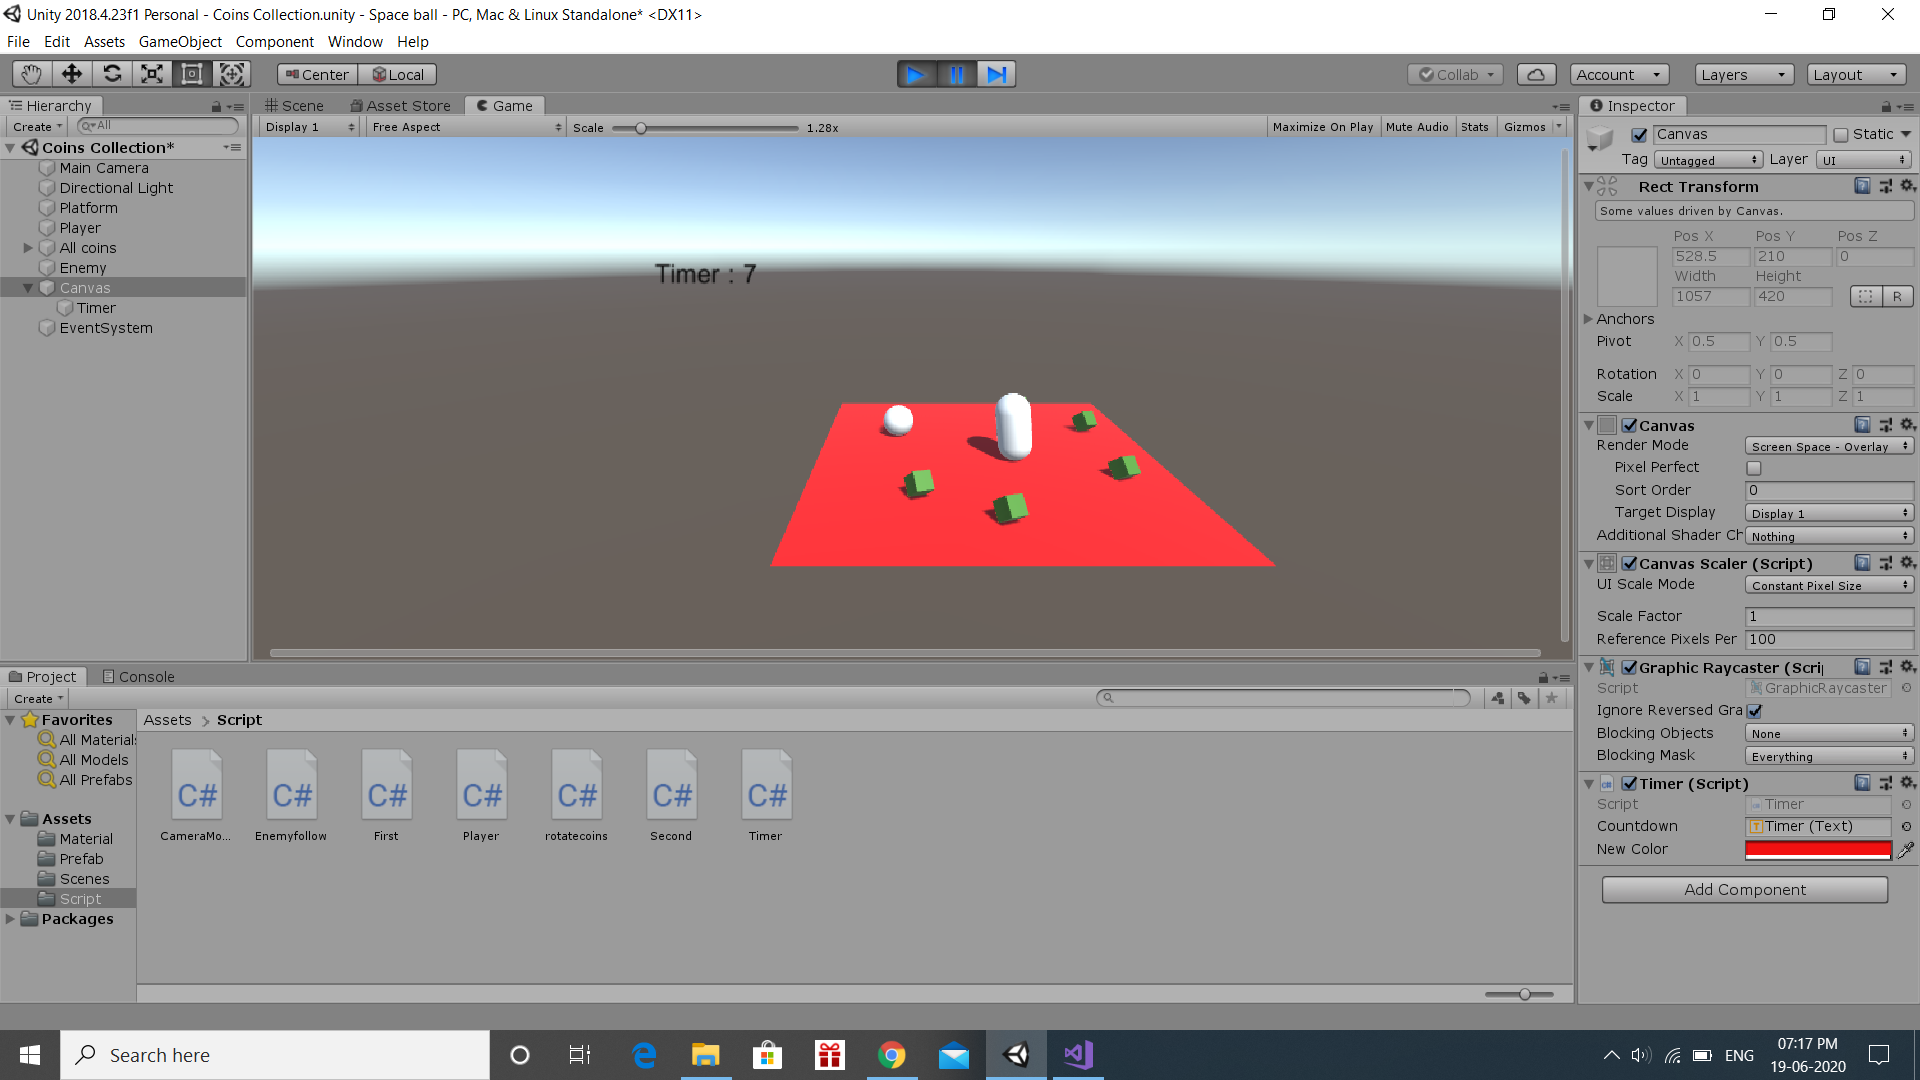 Unity 2018.4.23f1 Personal - Coins Collection.unity - Space ball - PC, Mac & Linux Standalone* <DX11>
File Edit Assets GameObject Component Window Help
Center Local Collab Account Layers Layout
Hierarchy
Create All
Coins Collection*
Main Camera
Directional Light
Platform
Player
All coins
Enemy
Canvas
Timer
EventSystem
Scene Asset Store Game
Display 1 Free Aspect Scale 1.28x Maximize On Play Mute Audio Stats Gizmos
Timer : 7
Inspector
Canvas Static
Tag Untagged Layer UI
Rect Transform
Some values driven by Canvas.
Pos X Pos Y Pos Z
528.5 210 0
Width Height
1057 420 R
Anchors
Pivot X 0.5 Y 0.5
Rotation X 0 Y 0 Z 0
Scale X 1 Y 1 Z 1
Canvas
Render Mode Screen Space - Overlay
Pixel Perfect
Sort Order 0
Target Display Display 1
Additional Shader Ch Nothing
Canvas Scaler (Script)
UI Scale Mode Constant Pixel Size
Scale Factor 1
Reference Pixels Per 100
Graphic Raycaster (Scri
Script GraphicRaycaster
Ignore Reversed Gra
Blocking Objects None
Blocking Mask Everything
Timer (Script)
Script Timer
Countdown Timer (Text)
New Color
Add Component
Project Console
Create
Favorites
All Materials
All Models
All Prefabs
Assets
Material
Prefab
Scenes
Script
Packages
Assets > Script
C# C# C# C# C# C# C#
CameraMo... Enemyfollow First Player rotatecoins Second Timer
Search here
ENG
07:17 PM
19-06-2020